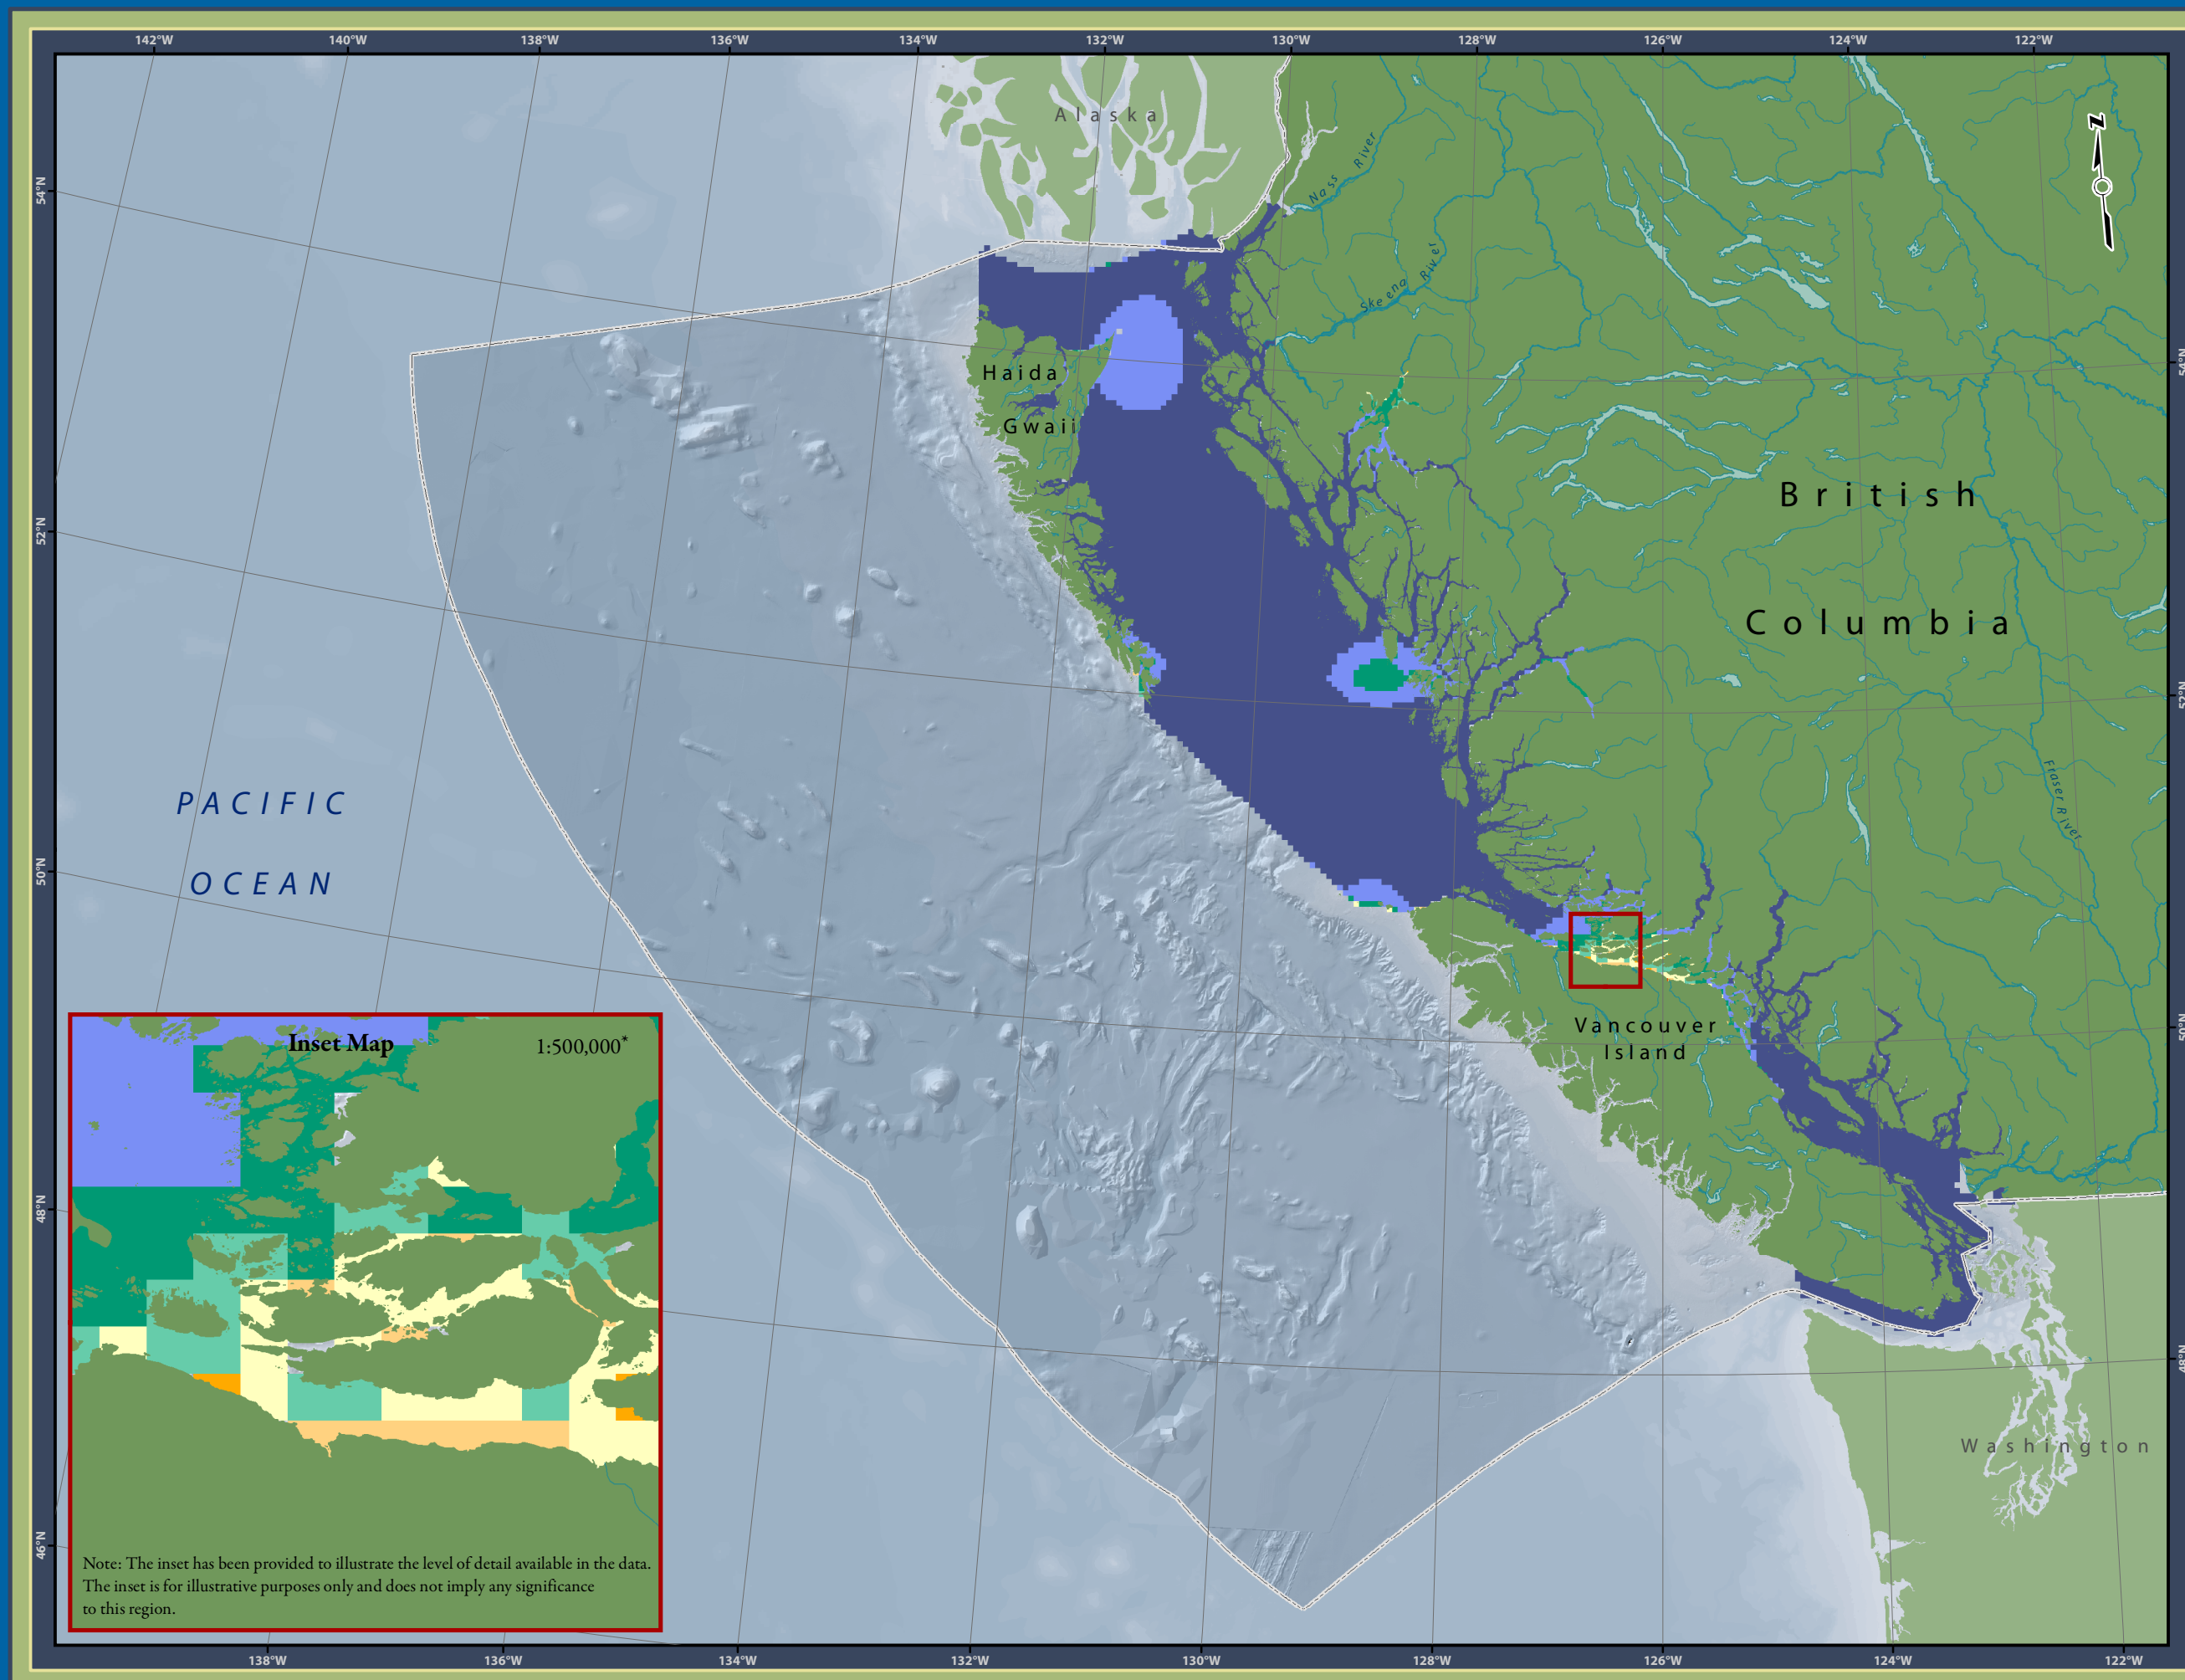 142°W 140°W 138°W 136°W 134°W 132°W 130°W 128°W 126°W 124°W 122°W
Alaska
N
Nass River
54°N
Skeena River
54°N
Haida
Gwaii
British
52°N
Columbia
52°N
PACIFIC
OCEAN
Fraser River
50°N
Vancouver
Island
50°N
Inset Map
1:500,000*
48°N
48°N
Washington
46°N
Note: The inset has been provided to illustrate the level of detail available in the data.
The inset is for illustrative purposes only and does not imply any significance
to this region.
138°W 136°W 134°W 132°W 130°W 128°W 126°W 124°W 122°W